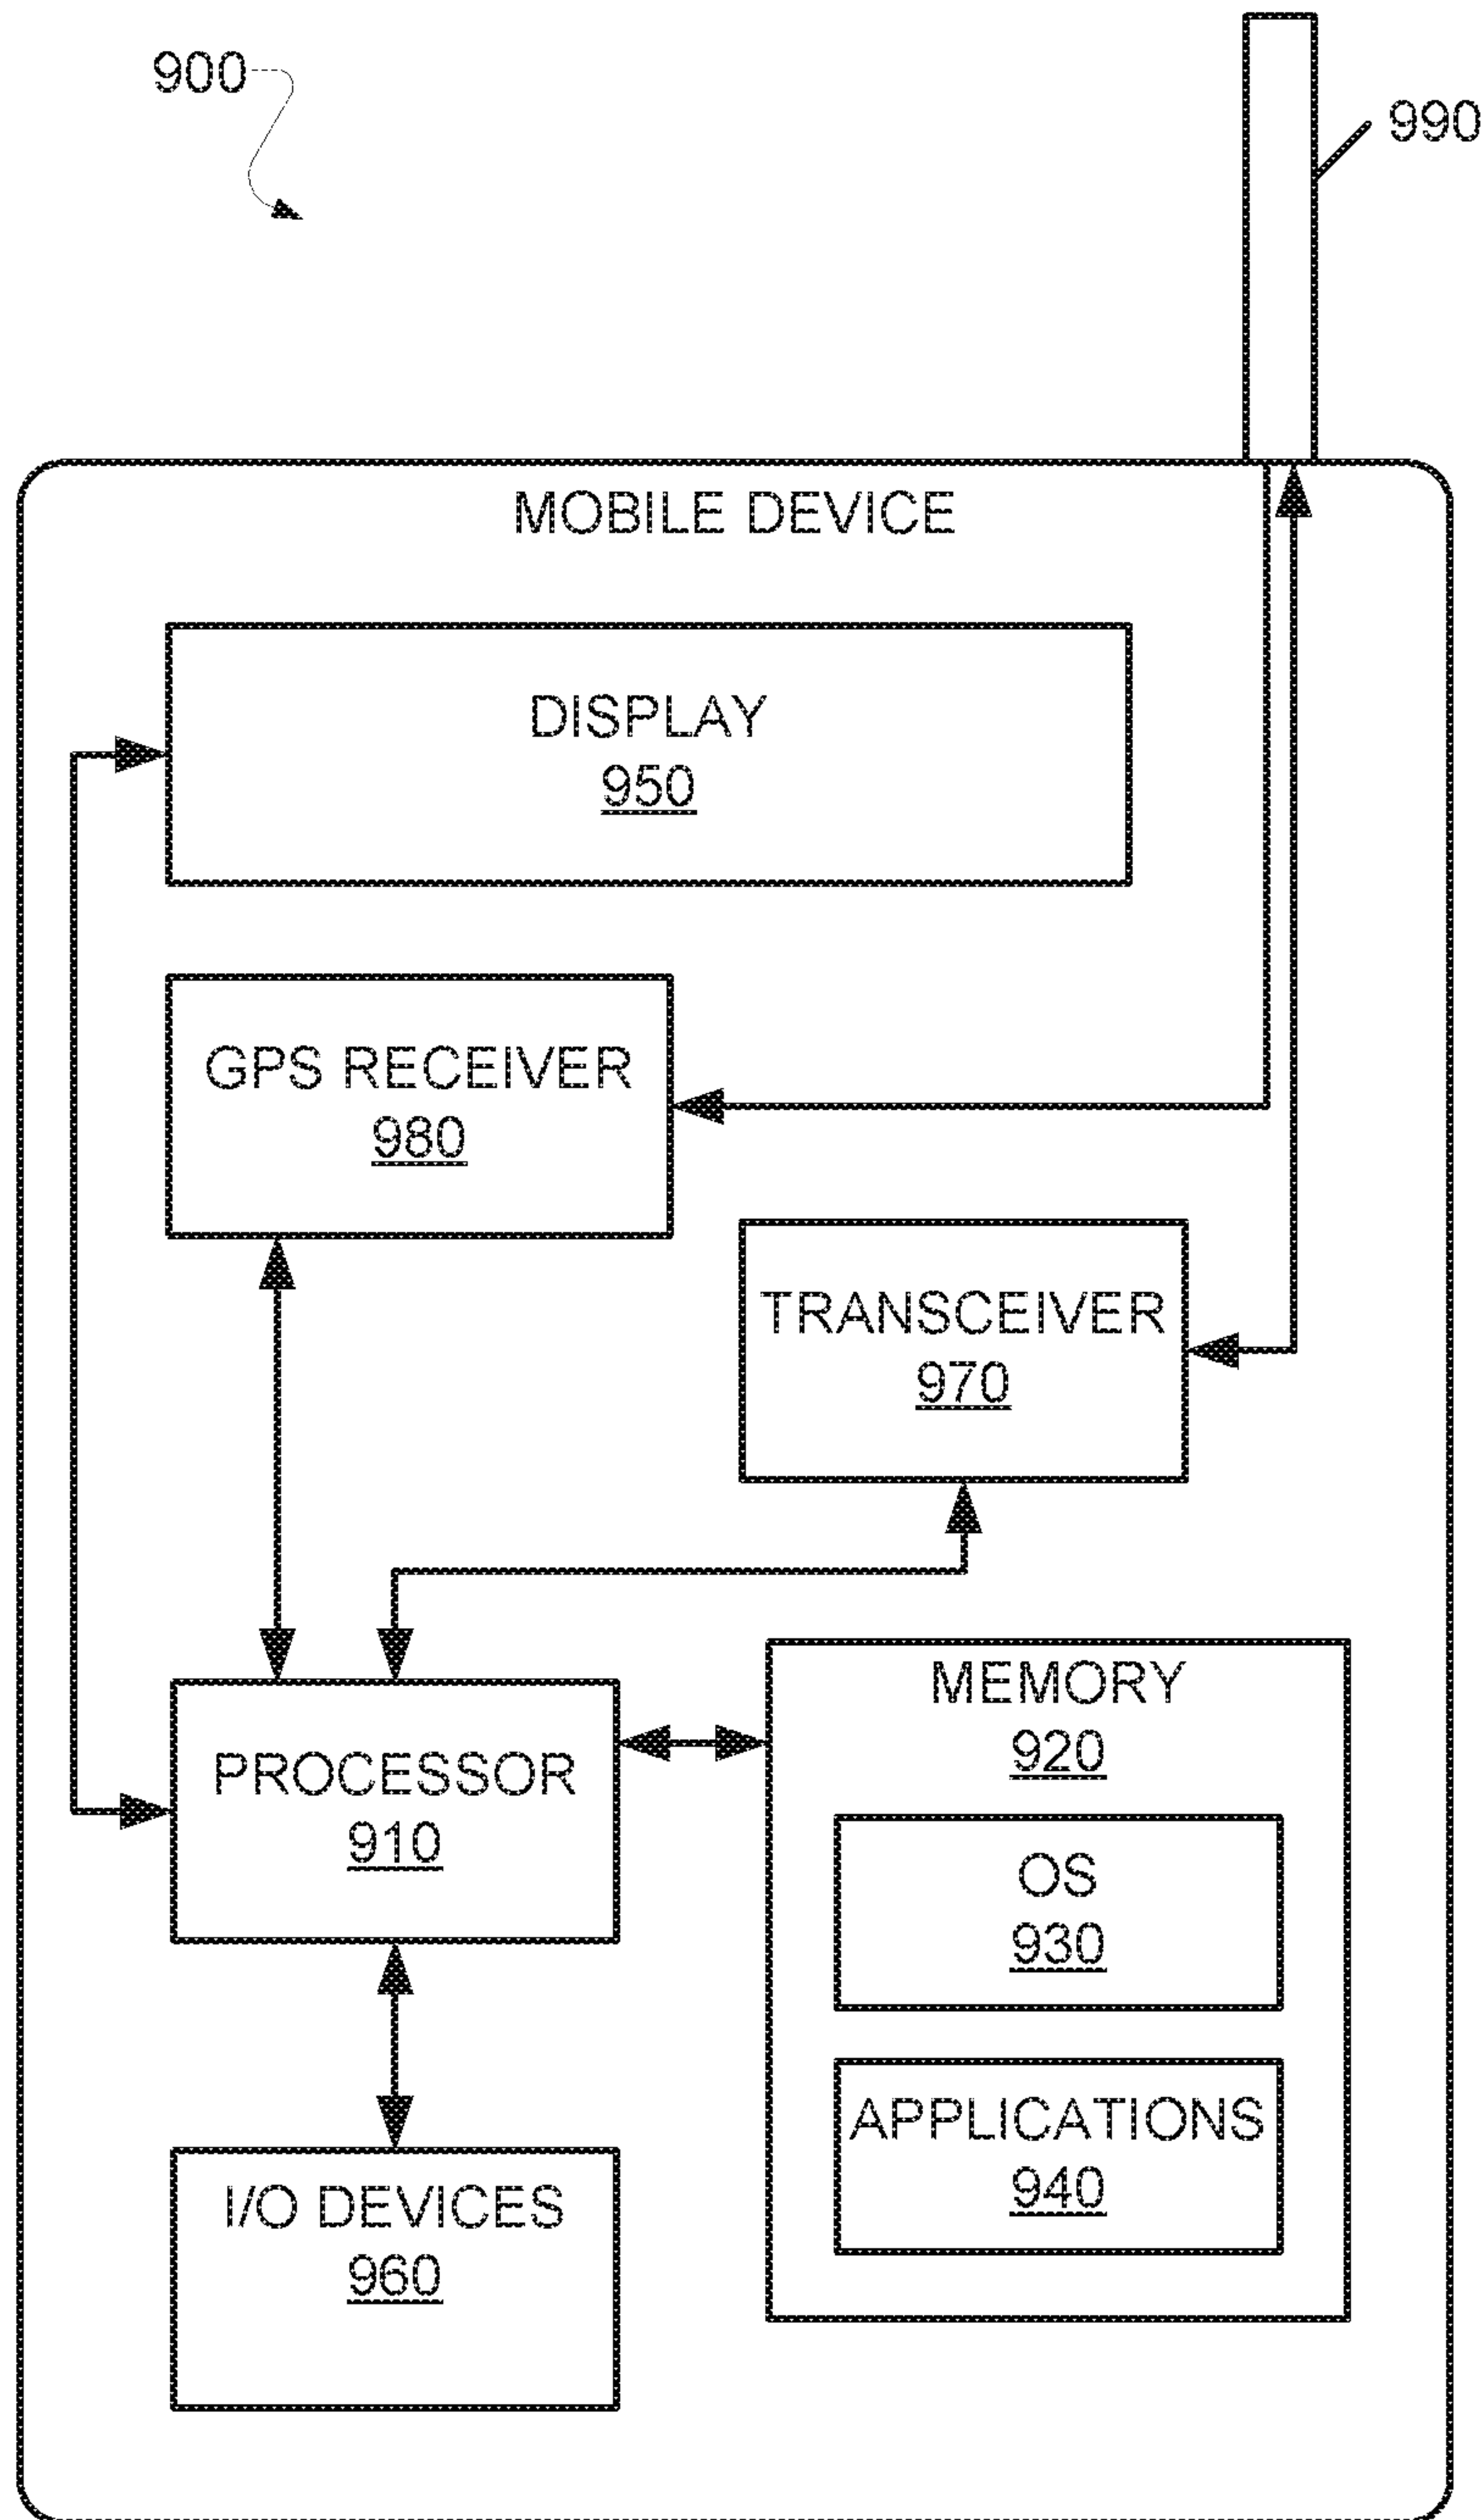 900
990
MOBILE DEVICE
DISPLAY
950
GPS RECEIVER
980
TRANSCEIVER
970
PROCESSOR
910
MEMORY
920
OS
930
APPLICATIONS
940
I/O DEVICES
960